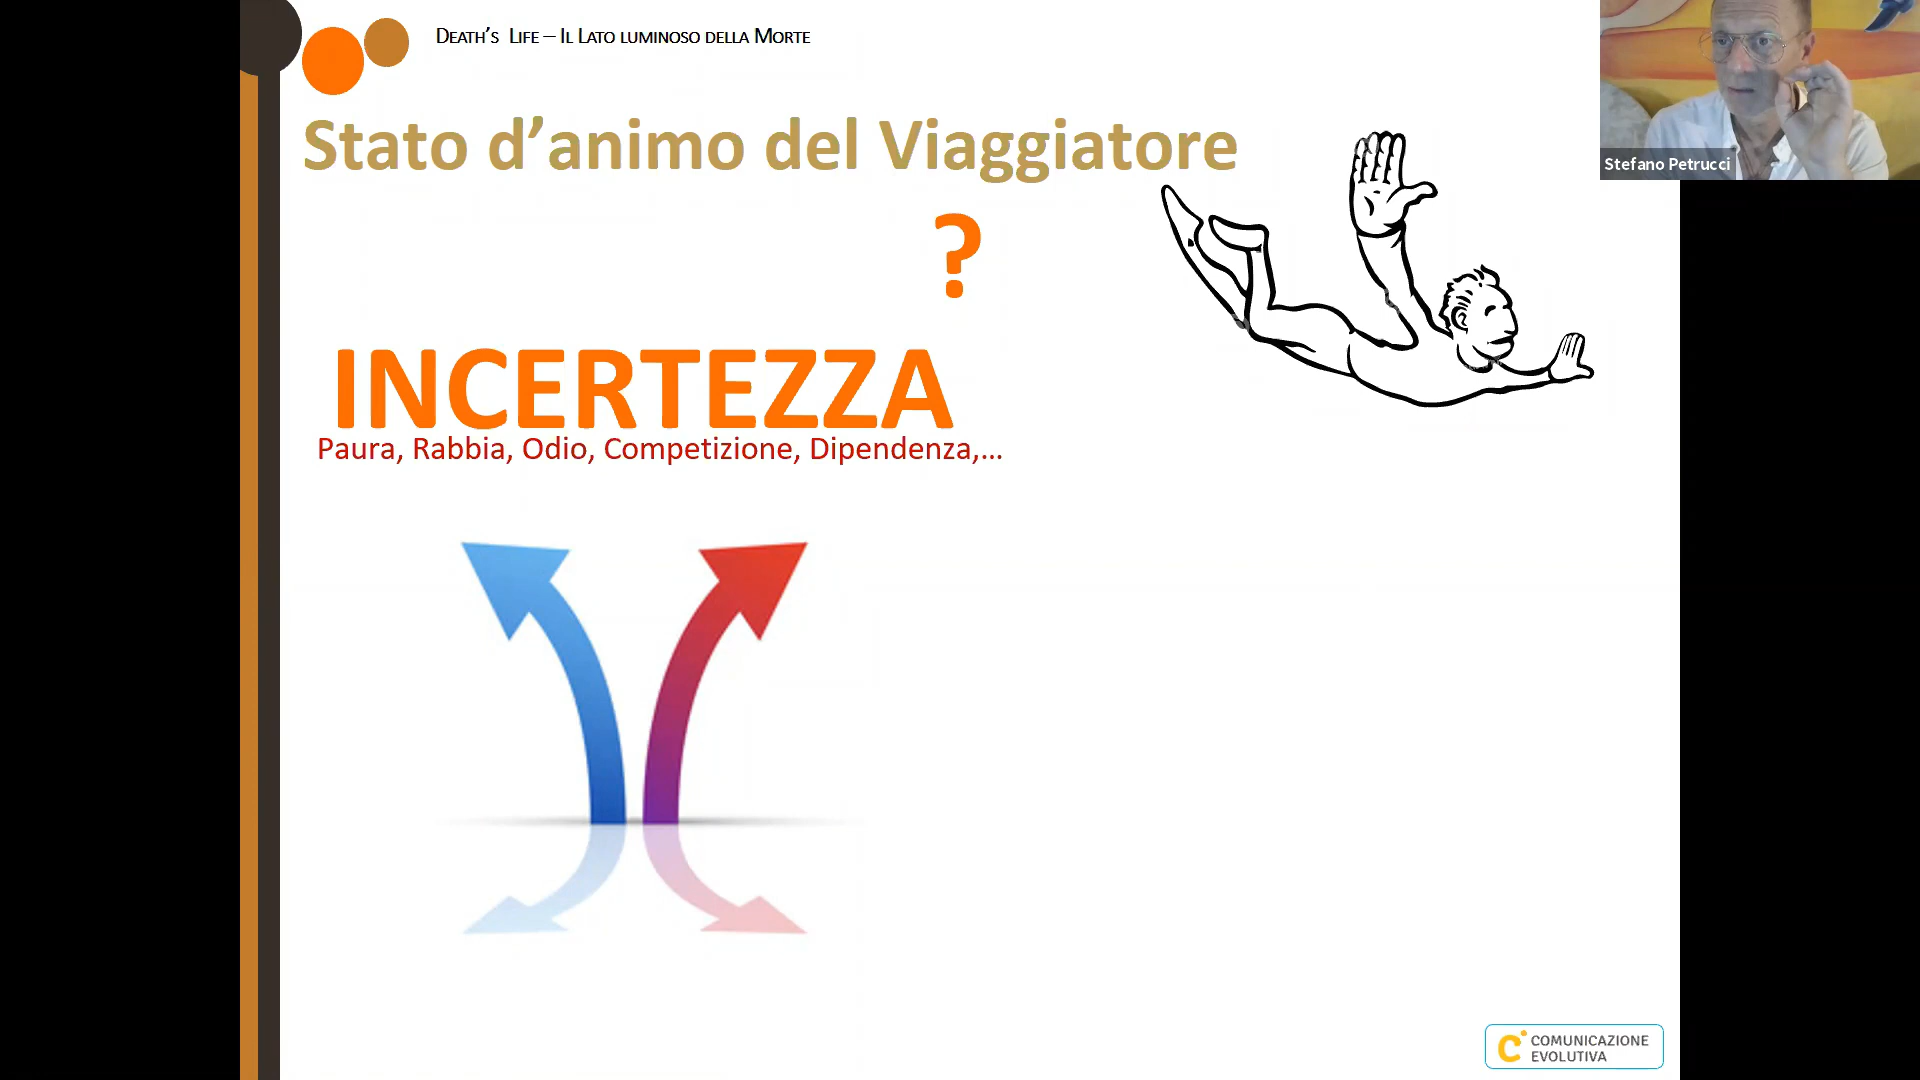 Death's Life – Il Lato luminoso della Morte
Stefano Petrucci
Stato d'animo del Viaggiatore
?
INCERTEZZA
Paura, Rabbia, Odio, Competizione, Dipendenza,...
COMUNICAZIONE
EVOLUTIVA